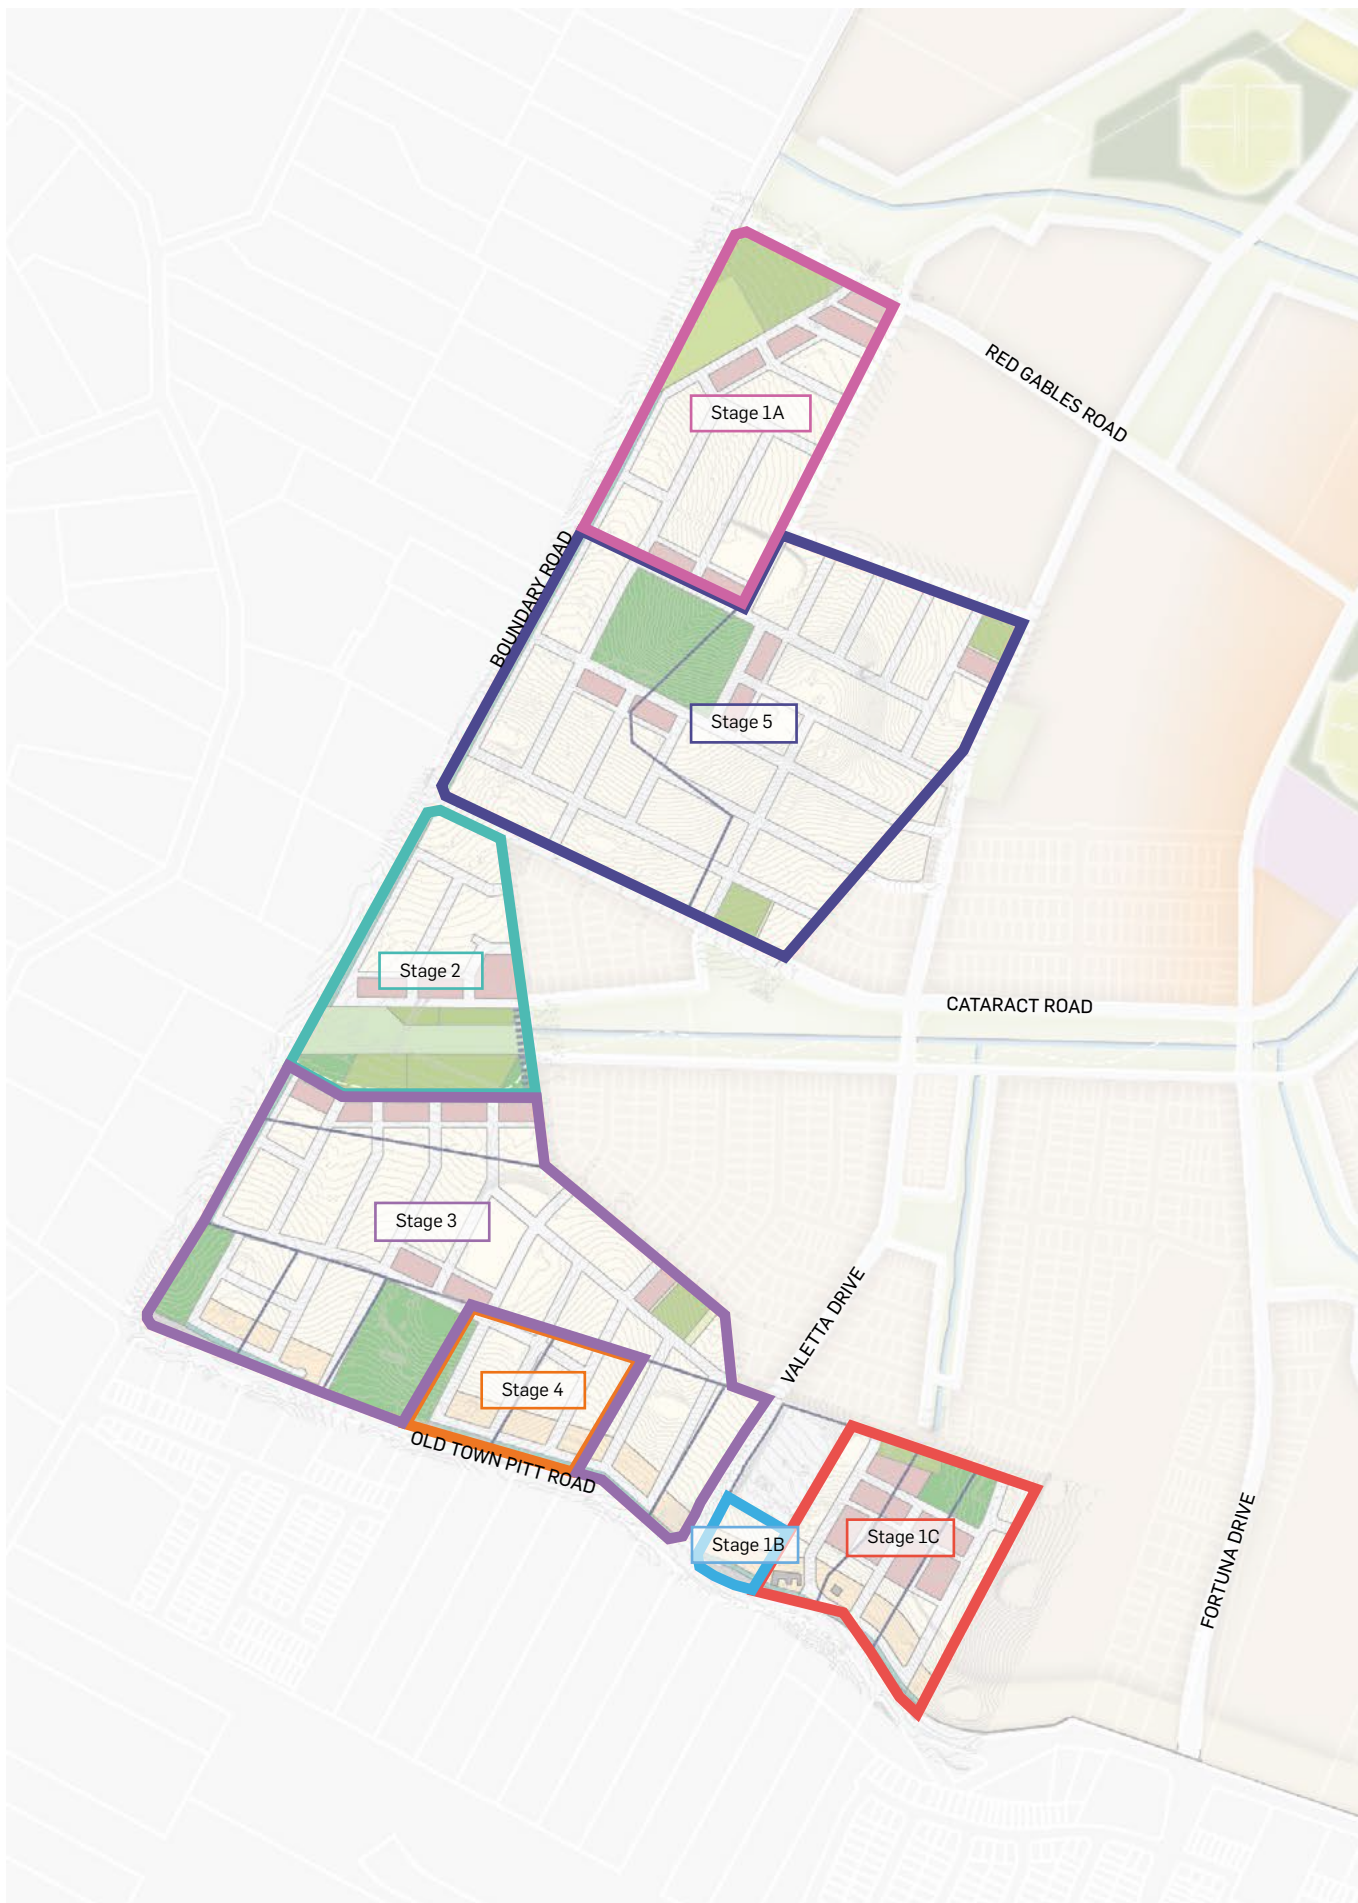 RED GABLES ROAD
Stage 1A
BOUNDARY ROAD
Stage 5
Stage 2
CATARACT ROAD
Stage 3
VALETTA DRIVE
Stage 4
OLD TOWN PITT ROAD
Stage 1B
Stage 1C
FORTUNA DRIVE